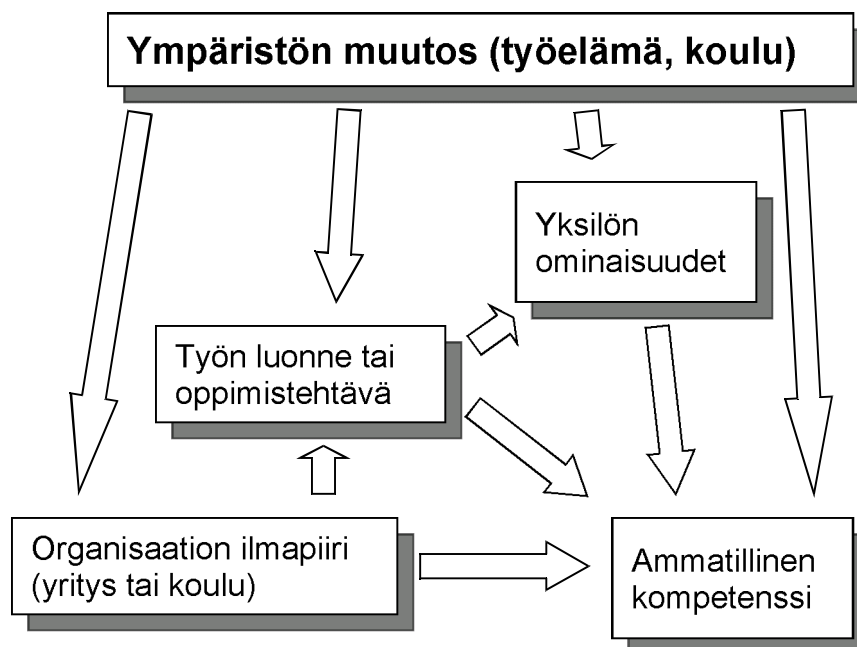 Ympäristön muutos (työelämä, koulu)
Yksilön
ominaisuudet
Työn luonne tai
oppimistehtävä
Organisaation ilmapiiri
(yritys tai koulu)
Ammatillinen
kompetenssi